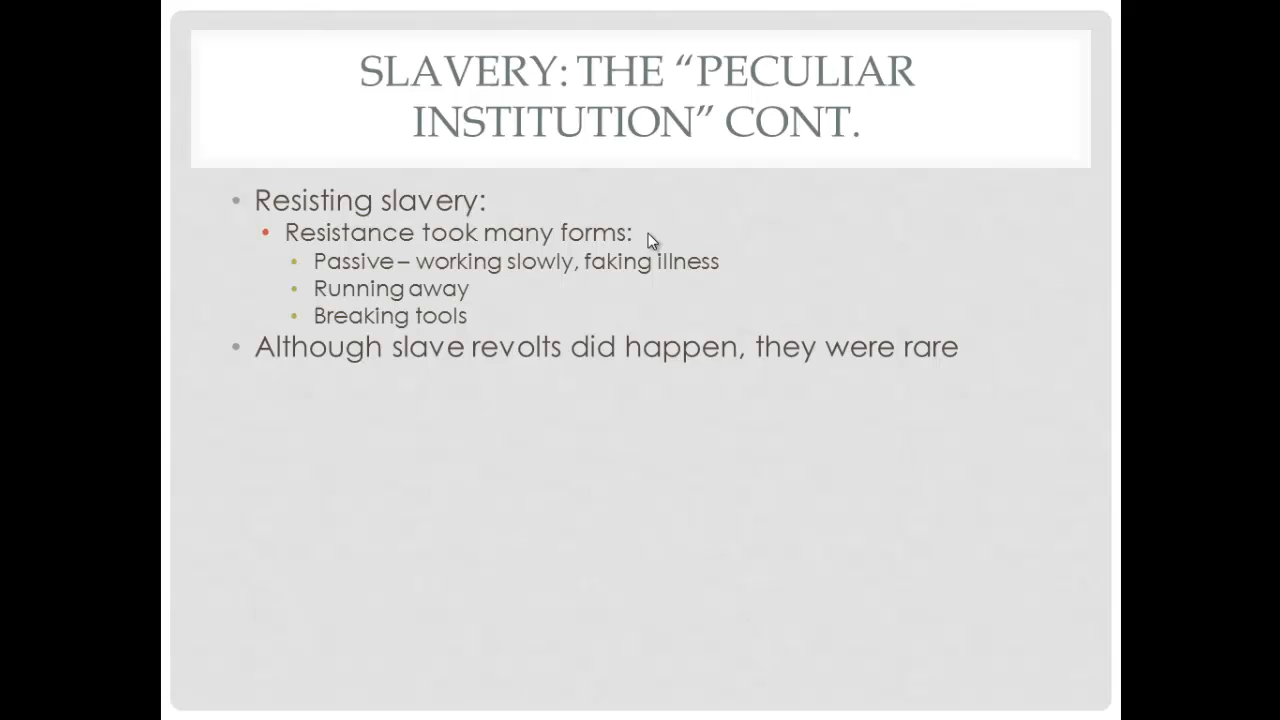 SLAVERY: THE “PECULIAR
INSTITUTION” CONT.
• Resisting slavery:
• Resistance took many forms:
• Passive – working slowly, faking illness
• Running away
• Breaking tools
• Although slave revolts did happen, they were rare